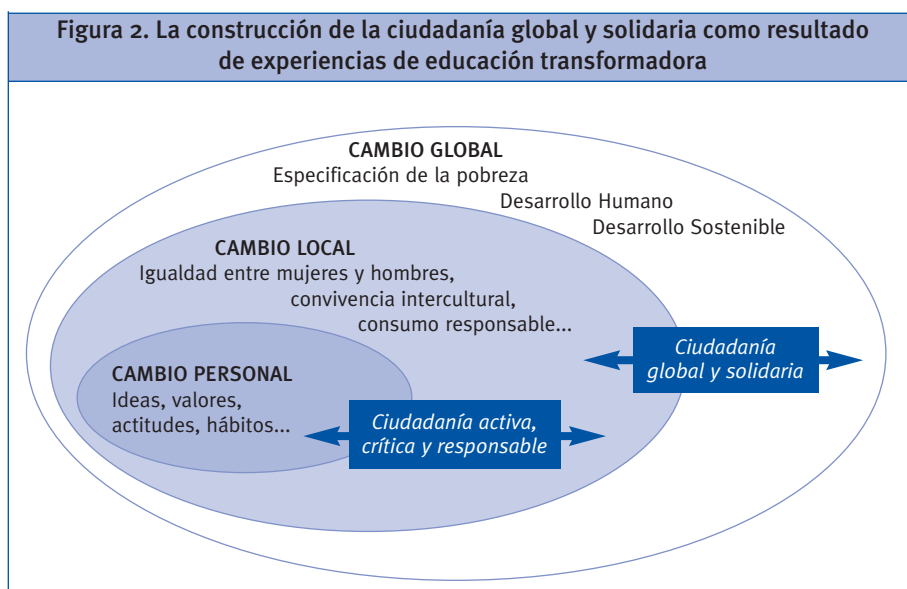 Figura 2. La construcción de la ciudadanía global y solidaria como resultado
de experiencias de educación transformadora
CAMBIO GLOBAL
Especificación de la pobreza
Desarrollo Humano
Desarrollo Sostenible
CAMBIO LOCAL
Igualdad entre mujeres y hombres,
convivencia intercultural,
consumo responsable...
Ciudadanía
global y solidaria
CAMBIO PERSONAL
Ideas, valores,
actitudes, hábitos...
Ciudadanía activa,
crítica y responsable